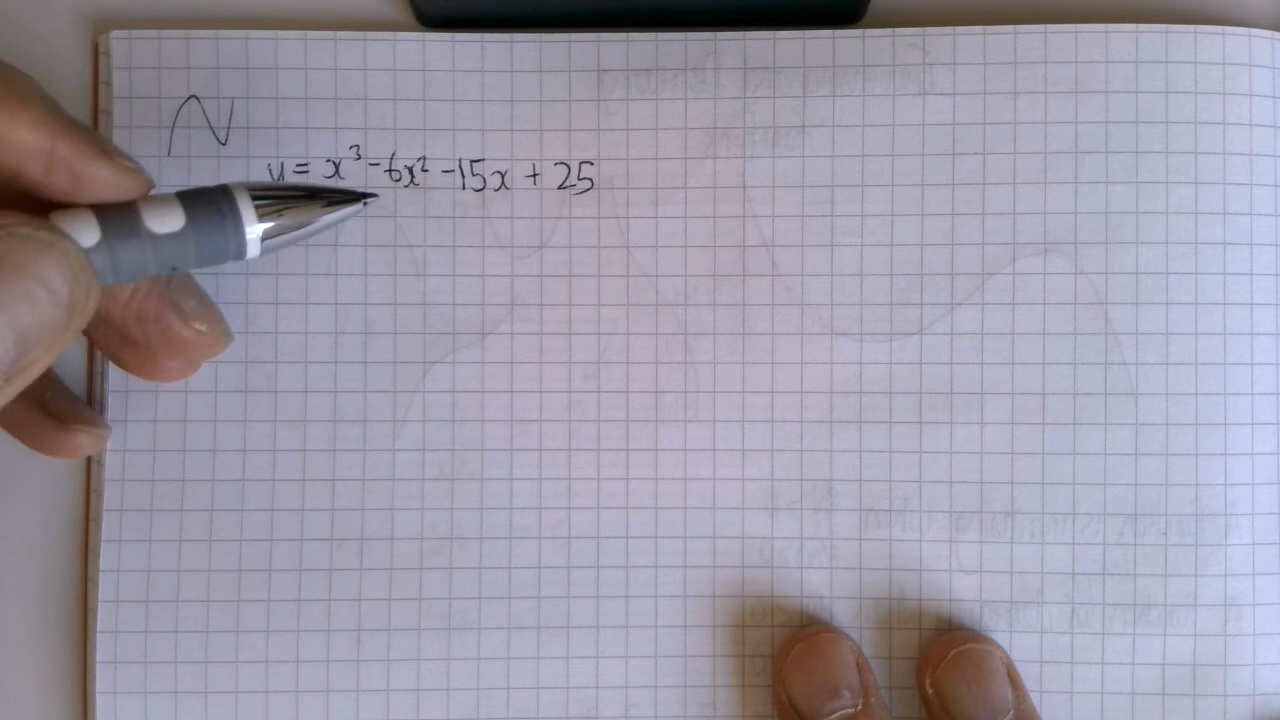 y = x³ - 6x² - 15x + 25